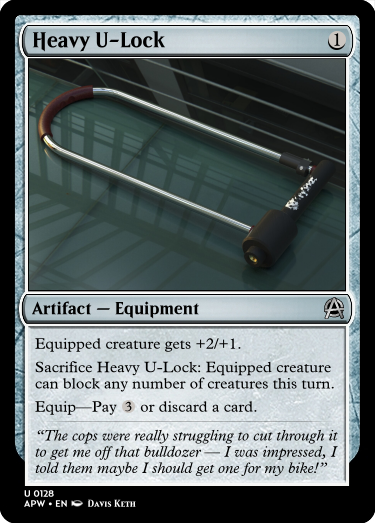 Heavy U-Lock
1
Artifact — Equipment
Equipped creature gets +2/+1.
Sacrifice Heavy U-Lock: Equipped creature
can block any number of creatures this turn.
Equip—Pay 3 or discard a card.
“The cops were really struggling to cut through it
to get me off that bulldozer — I was impressed, I
told them maybe I should get one for my bike!”
U 0128
APW • EN Davis Keth